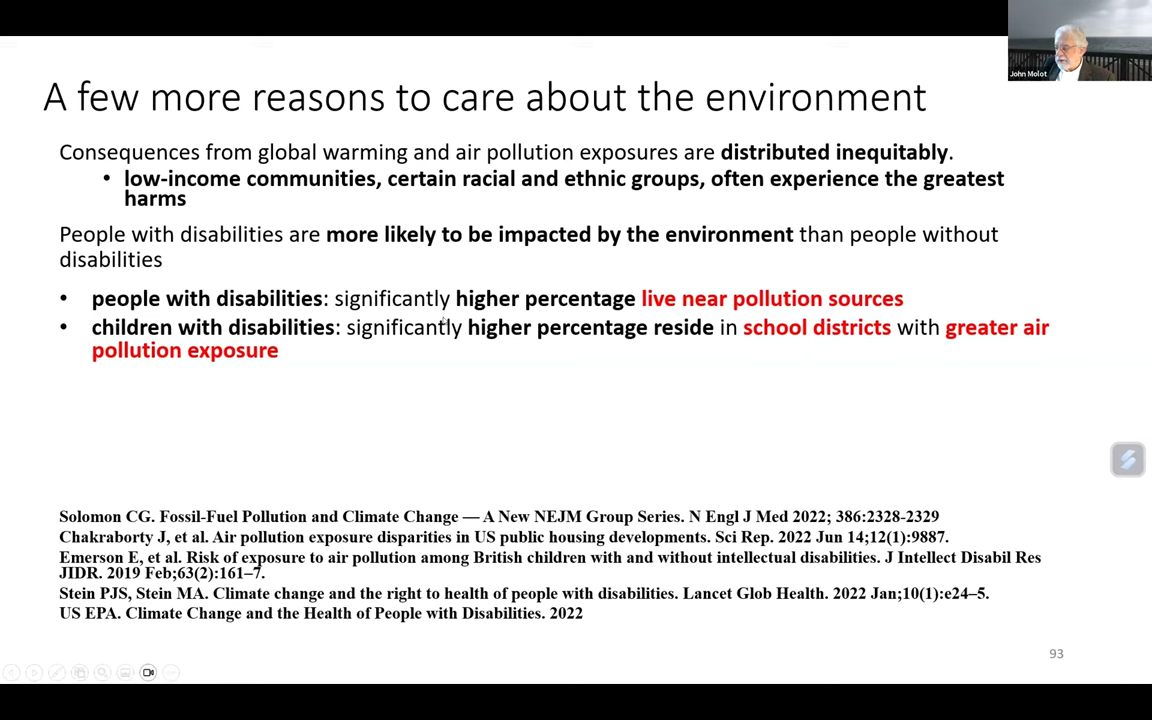 John Molot
A few more reasons to care about the environment
Consequences from global warming and air pollution exposures are distributed inequitably.
• low-income communities, certain racial and ethnic groups, often experience the greatest
harms
People with disabilities are more likely to be impacted by the environment than people without
disabilities
• people with disabilities: significantly higher percentage live near pollution sources
• children with disabilities: significantly higher percentage reside in school districts with greater air
pollution exposure
Solomon CG. Fossil-Fuel Pollution and Climate Change — A New NEJM Group Series. N Engl J Med 2022; 386:2328-2329
Chakraborty J, et al. Air pollution exposure disparities in US public housing developments. Sci Rep. 2022 Jun 14;12(1):9887.
Emerson E, et al. Risk of exposure to air pollution among British children with and without intellectual disabilities. J Intellect Disabil Res
JIDR. 2019 Feb;63(2):161–7.
Stein PJS, Stein MA. Climate change and the right to health of people with disabilities. Lancet Glob Health. 2022 Jan;10(1):e24–5.
US EPA. Climate Change and the Health of People with Disabilities. 2022
93